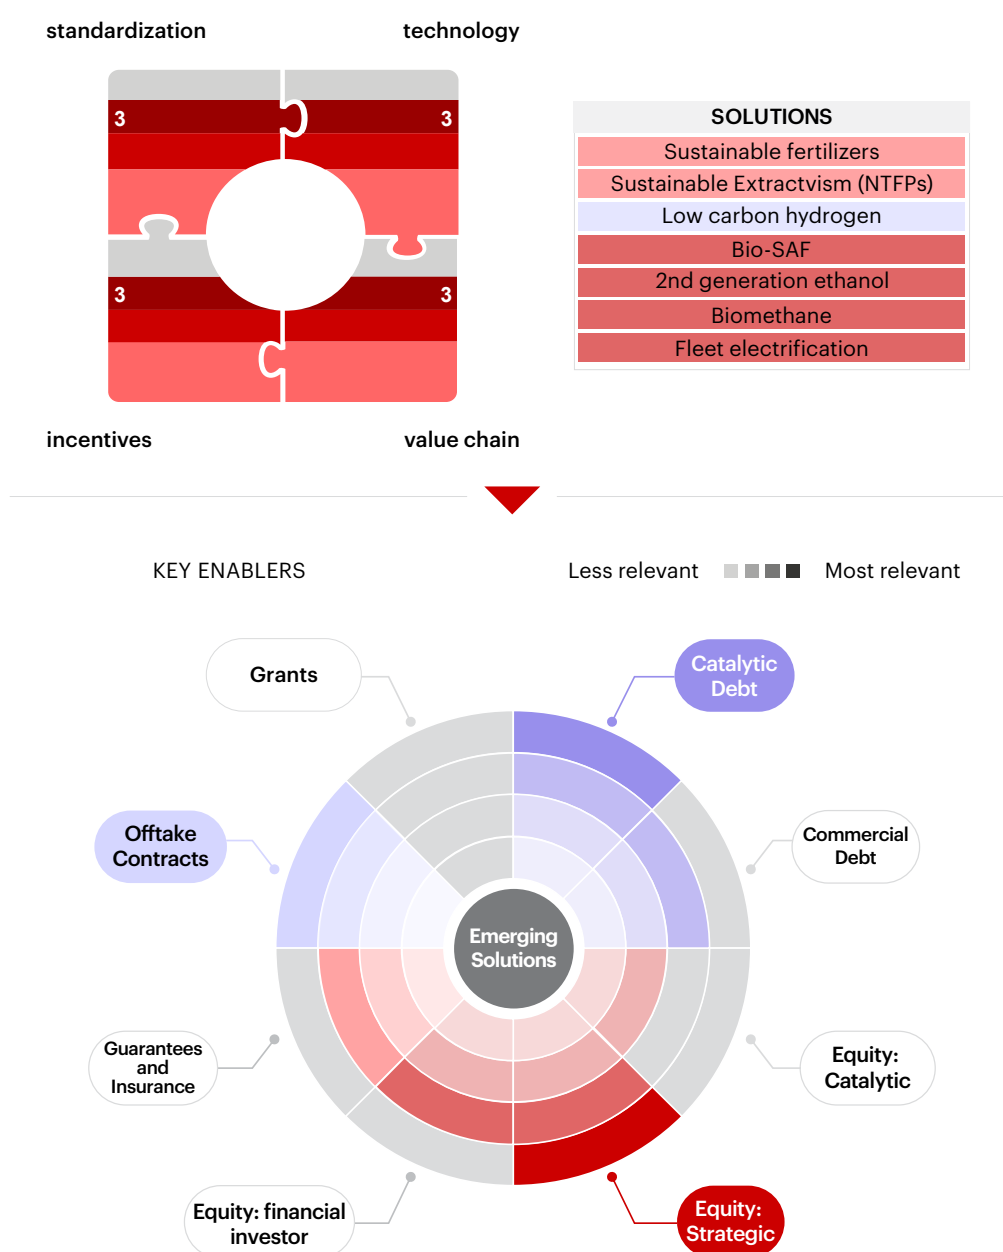 standardization
technology
3
3
3
3
incentives
value chain
SOLUTIONS
Sustainable fertilizers
Sustainable Extractvism (NTFPs)
Low carbon hydrogen
Bio-SAF
2nd generation ethanol
Biomethane
Fleet electrification
KEY ENABLERS
Less relevant
Most relevant
Grants
Catalytic
Debt
Offtake
Contracts
Commercial
Debt
Emerging
Solutions
Guarantees
and
Insurance
Equity:
Catalytic
Equity: financial
investor
Equity:
Strategic